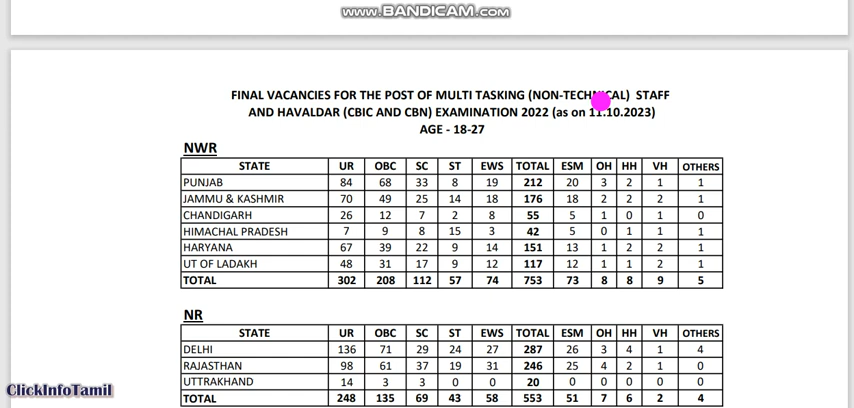 www.BANDICAM.com
FINAL VACANCIES FOR THE POST OF MULTI TASKING (NON-TECHNICAL) STAFF
AND HAVALDAR (CBIC AND CBN) EXAMINATION 2022 (as on 11.10.2023)
AGE - 18-27
NWR
STATE UR OBC SC ST EWS TOTAL ESM OH HH VH OTHERS
PUNJAB 84 68 33 8 19 212 20 3 2 1 1
JAMMU & KASHMIR 70 49 25 14 18 176 18 2 2 2 1
CHANDIGARH 26 12 7 2 8 55 5 1 0 1 0
HIMACHAL PRADESH 7 9 8 15 3 42 5 0 1 1 1
HARYANA 67 39 22 9 14 151 13 1 2 2 1
UT OF LADAKH 48 31 17 9 12 117 12 1 1 2 1
TOTAL 302 208 112 57 74 753 73 8 8 9 5
NR
STATE UR OBC SC ST EWS TOTAL ESM OH HH VH OTHERS
DELHI 136 71 29 24 27 287 26 3 4 1 4
RAJASTHAN 98 61 37 19 31 246 25 4 2 1 0
UTTRAKHAND 14 3 3 0 0 20 0 0 0 0 0
TOTAL 248 135 69 43 58 553 51 7 6 2 4
ClickInfoTamil